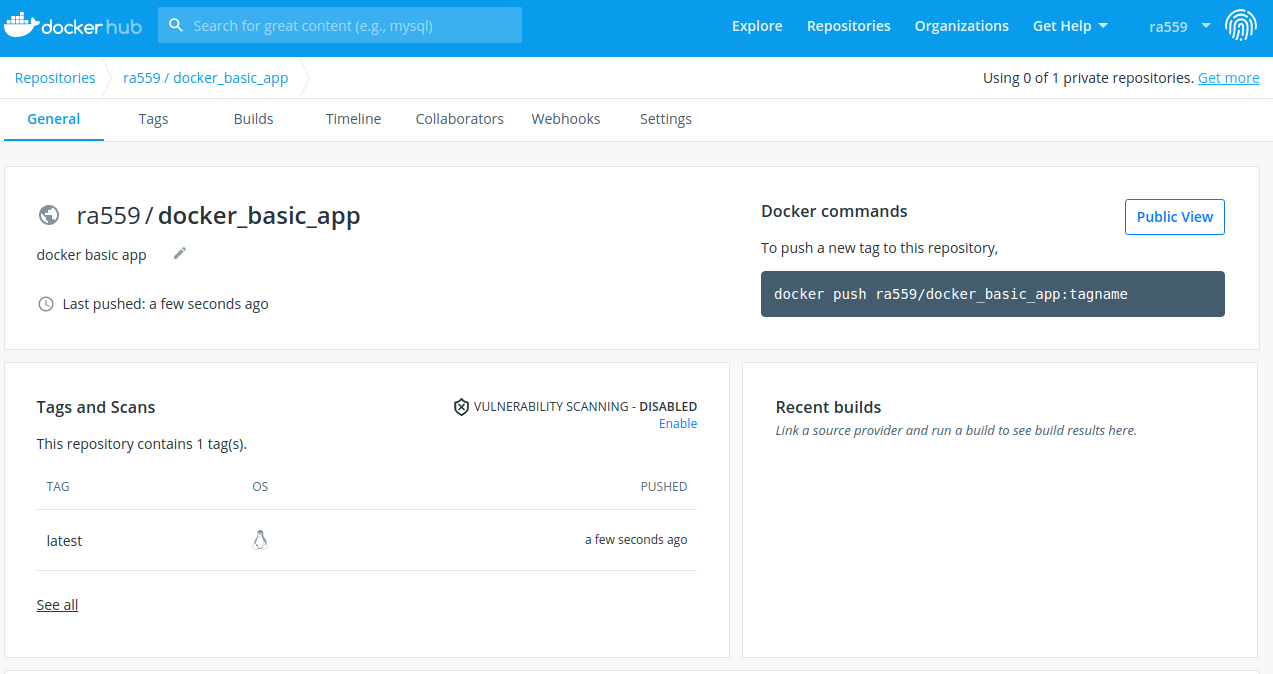 docker hub
Search for great content (e.g., mysql)
Explore
Repositories
Organizations
Get Help
ra559
Repositories
ra559 / docker_basic_app
Using 0 of 1 private repositories. Get more
General
Tags
Builds
Timeline
Collaborators
Webhooks
Settings
ra559 / docker_basic_app
docker basic app
Last pushed: a few seconds ago
Docker commands
Public View
To push a new tag to this repository,
docker push ra559/docker_basic_app:tagname
Tags and Scans
VULNERABILITY SCANNING - DISABLED
Enable
This repository contains 1 tag(s).
TAG
OS
PUSHED
latest
a few seconds ago
See all
Recent builds
Link a source provider and run a build to see build results here.